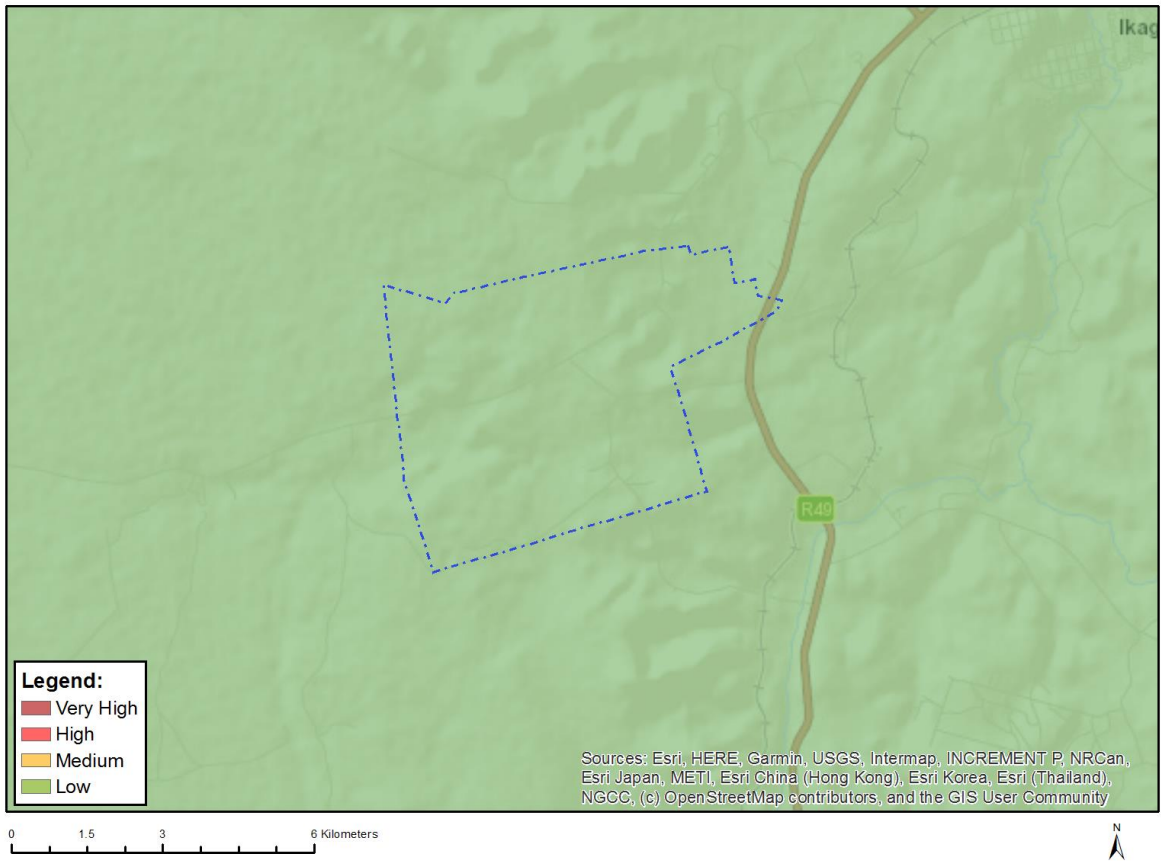 Ikag
R49
Legend:
Very High
High
Medium
Low
Sources: Esri, HERE, Garmin, USGS, Intermap, INCREMENT P, NRCan,
Esri Japan, METI, Esri China (Hong Kong), Esri Korea, Esri (Thailand),
NGCC, (c) OpenStreetMap contributors, and the GIS User Community
0 1.5 3 6 Kilometers
N